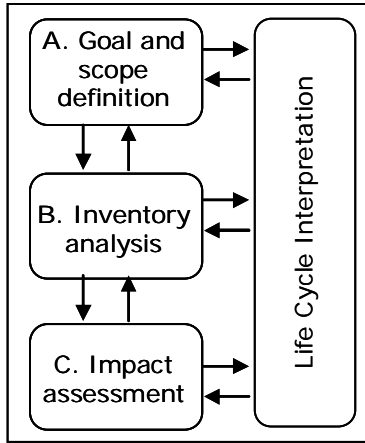 A. Goal and
scope
definition
B. Inventory
analysis
C. Impact
assessment
Life Cycle Interpretation